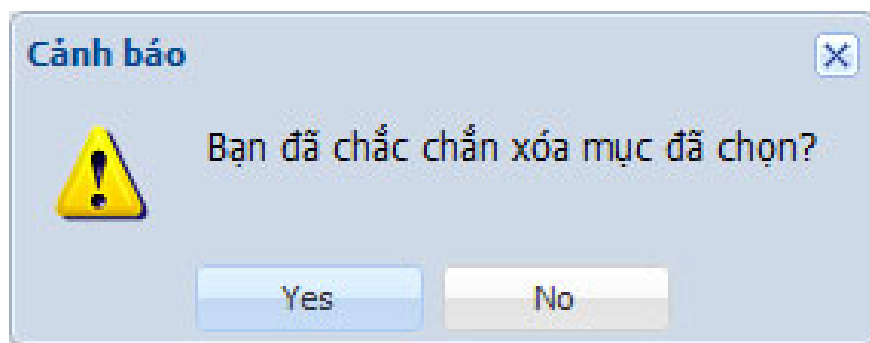 Cảnh báo
Bạn đã chắc chắn xóa mục đã chọn?
Yes
No